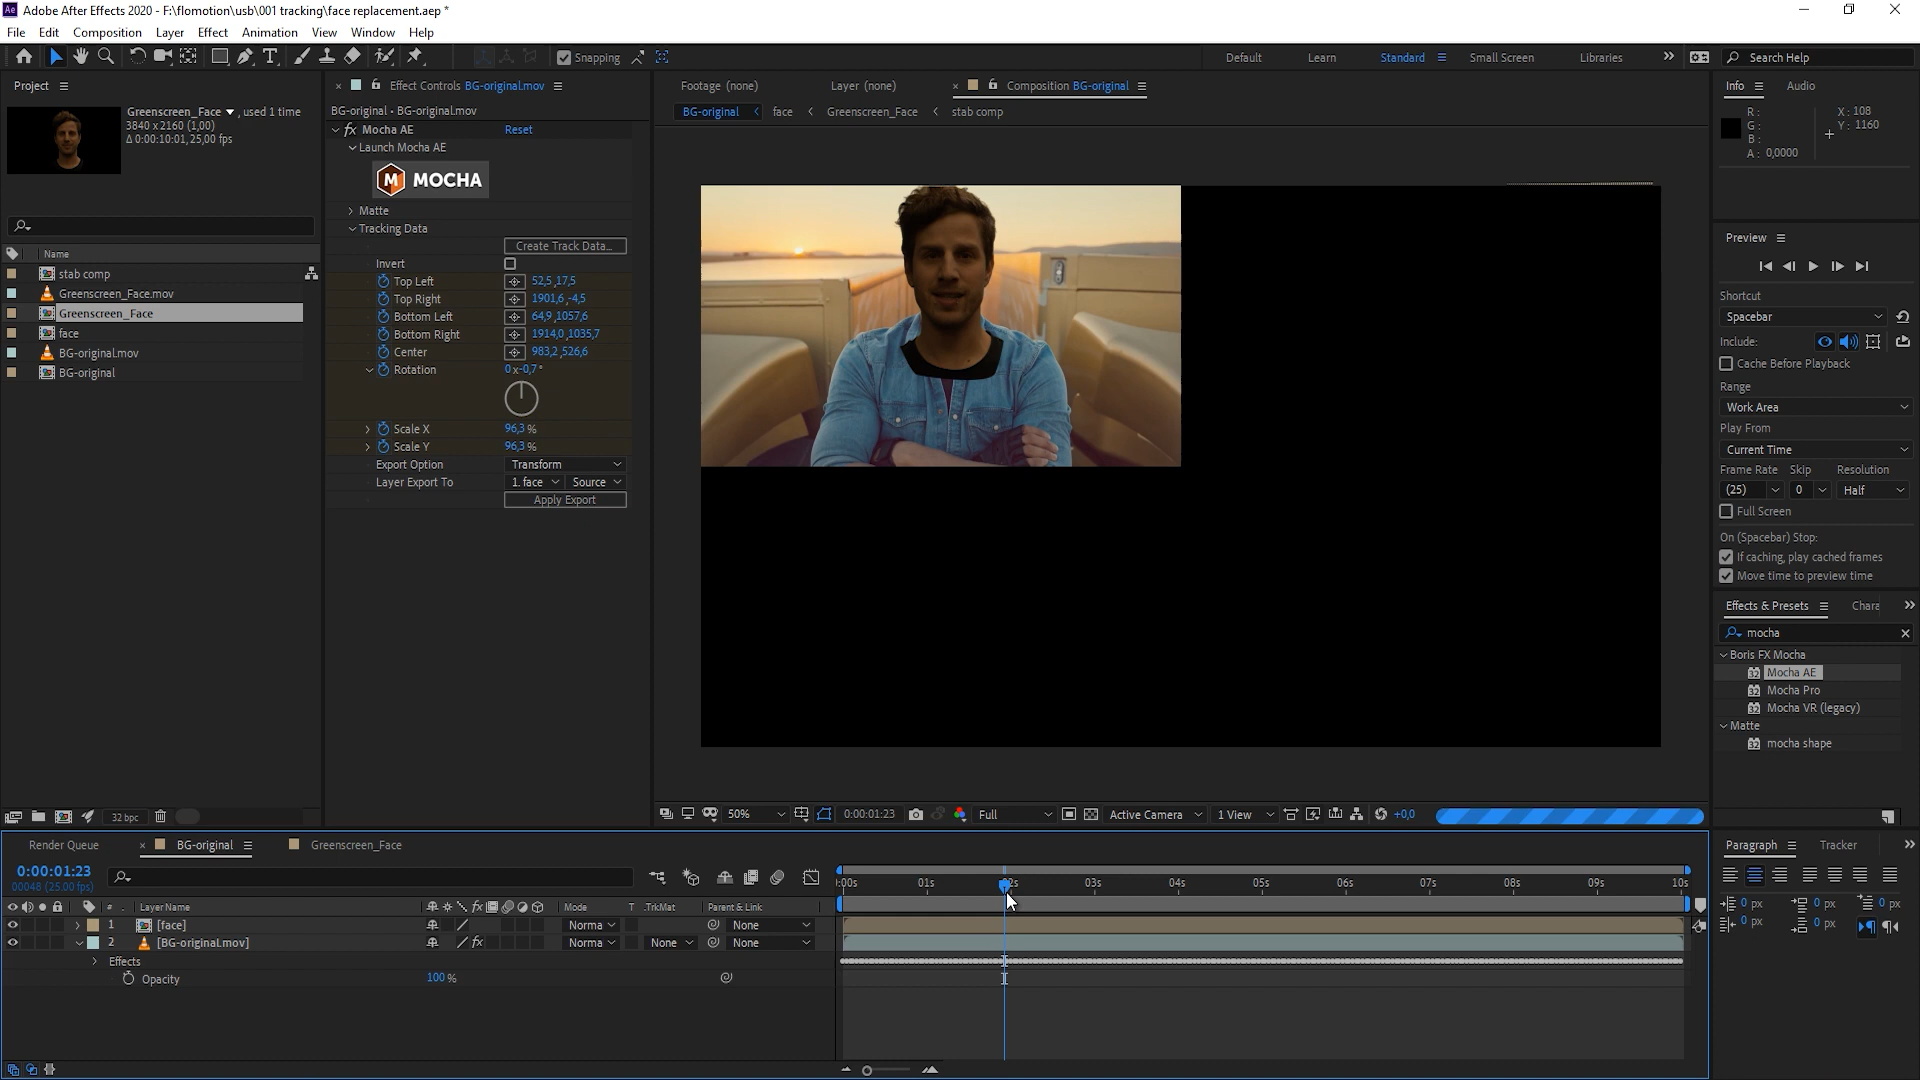 Adobe After Effects 2020 - F:\flomotion\usb\001 tracking\face replacement.aep *
File Edit Composition Layer Effect Animation View Window Help
Snapping
Default Learn Standard Small Screen Libraries
Search Help
Project
Greenscreen_Face , used 1 time
3840 x 2160 (1,00)
Δ 0:00:10:01, 25,00 fps
Name
stab comp
Greenscreen_Face.mov
Greenscreen_Face
face
BG-original.mov
BG-original
32 bpc
Effect Controls BG-original.mov
BG-original · BG-original.mov
fx Mocha AE Reset
Launch Mocha AE
M MOCHA
Matte
Tracking Data
Create Track Data...
Invert
Top Left 52,5 ,17,5
Top Right 1901,6 ,-4,5
Bottom Left 64,9 ,1057,6
Bottom Right 1914,0 ,1035,7
Center 983,2 ,526,6
Rotation 0 x -0,7 °
Scale X 96,3 %
Scale Y 96,3 %
Export Option Transform
Layer Export To 1. face Source
Apply Export
Footage (none) Layer (none) Composition BG-original
BG-original face Greenscreen_Face stab comp
50% 0:00:01:23 Full Active Camera 1 View +0,0
Info Audio
R :
G :
B :
A : 0,0000
X : 108
Y : 1160
Preview
Shortcut
Spacebar
Include:
Cache Before Playback
Range
Work Area
Play From
Current Time
Frame Rate Skip Resolution
(25) 0 Half
Full Screen
On (Spacebar) Stop:
If caching, play cached frames
Move time to preview time
Effects & Presets Chara
mocha
Boris FX Mocha
32 Mocha AE
32 Mocha Pro
32 Mocha VR (legacy)
Matte
32 mocha shape
Render Queue BG-original Greenscreen_Face
0:00:01:23
00048 (25.00 fps)
:00s 01s 02s 03s 04s 05s 06s 07s 08s 09s 10s
# Layer Name fx Mode T .TrkMat Parent & Link
1 [face] Norma None
2 [BG-original.mov] fx Norma None None
Effects
Opacity 100 %
Paragraph Tracker
0 px 0 px 0 px
0 px 0 px